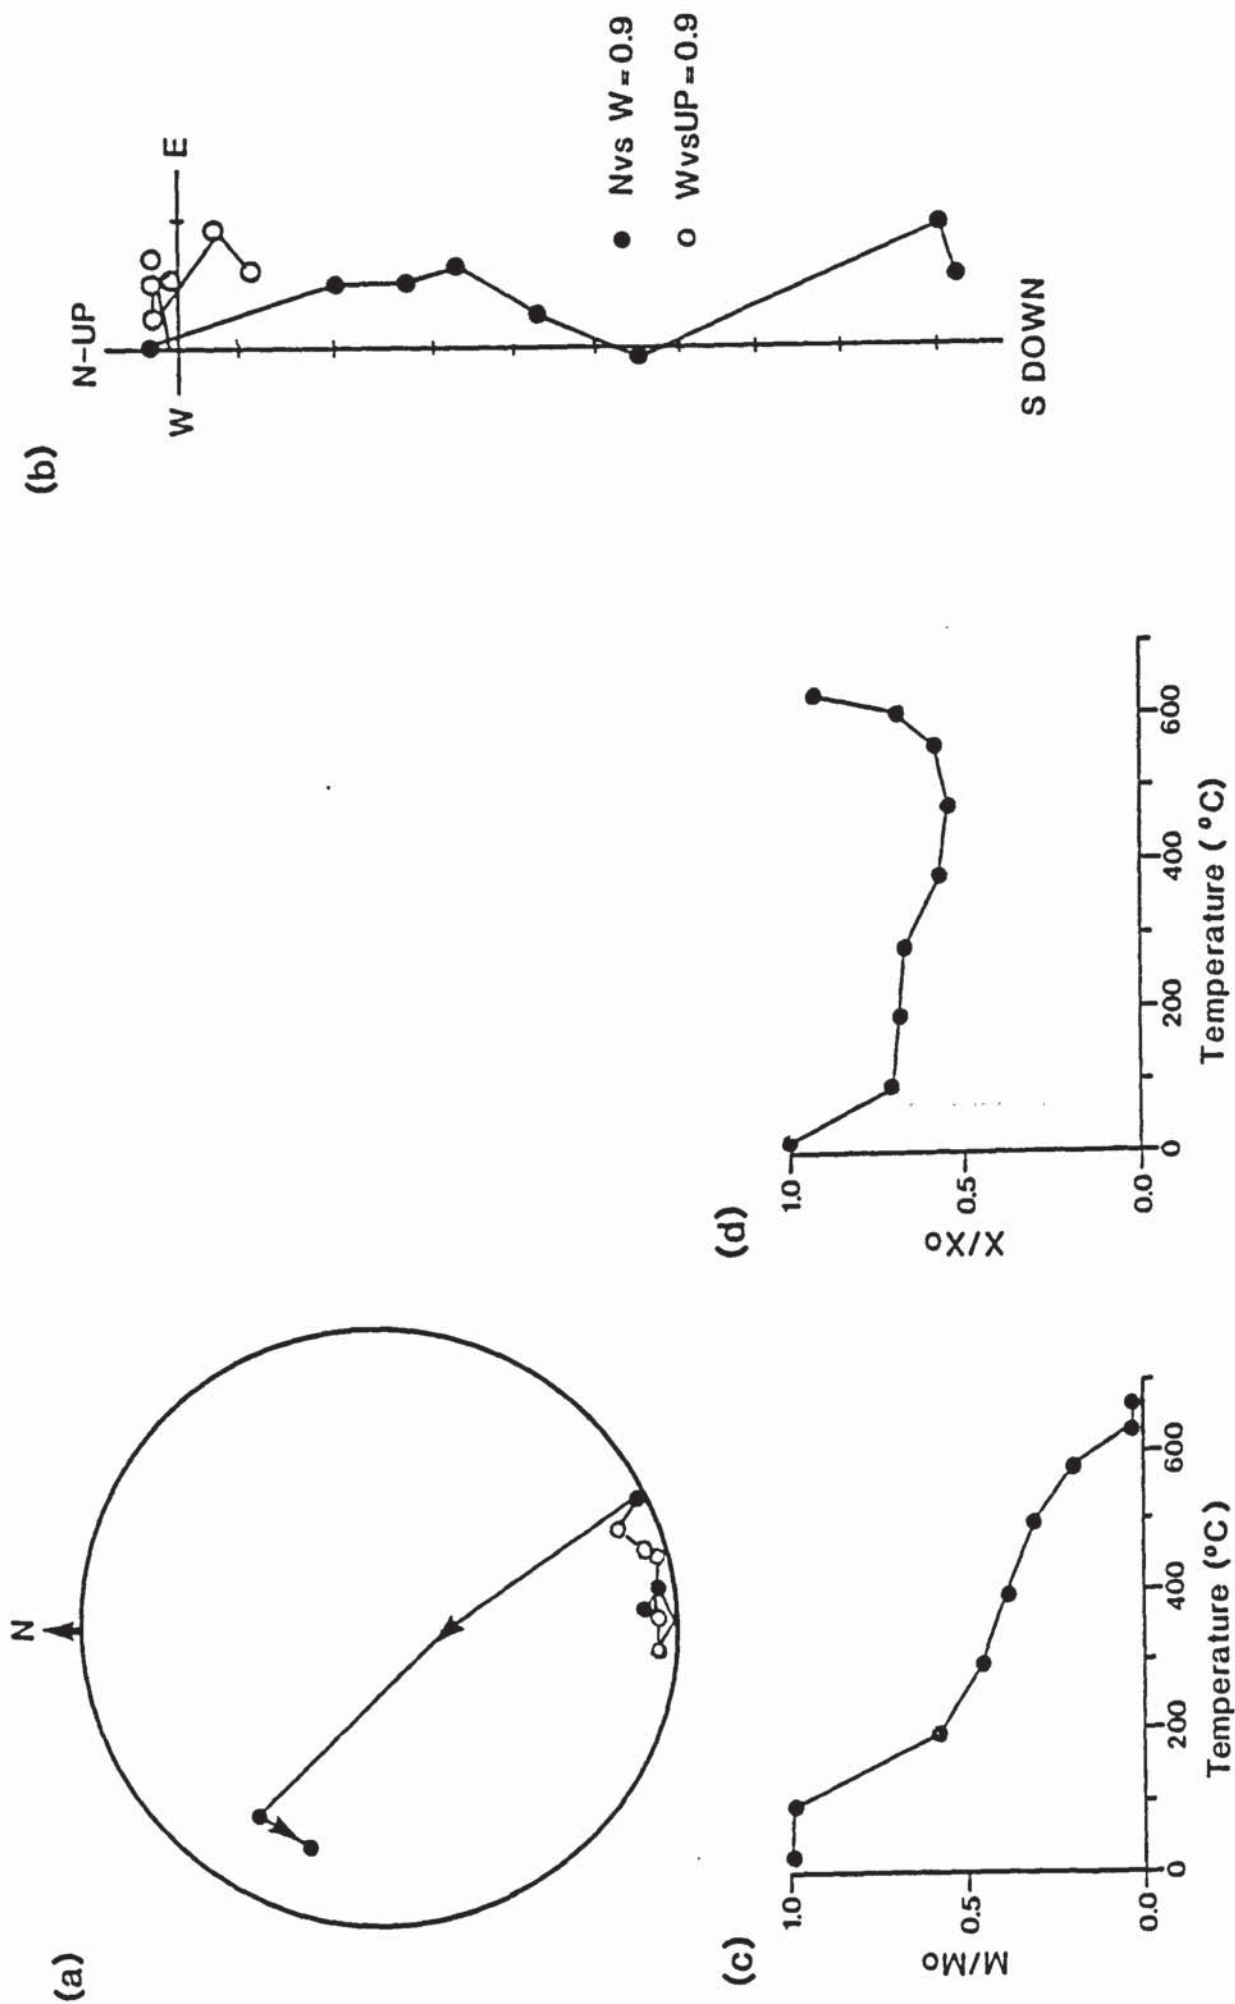 (a)
N
(b)
N-UP
W
E
S DOWN
● Nvs W=0.9
○ WvsUP=0.9
(c)
M/Mo
1.0
0.5
0.0
0
200
400
600
Temperature (ºC)
(d)
X/Xo
1.0
0.5
0.0
0
200
400
600
Temperature (ºC)